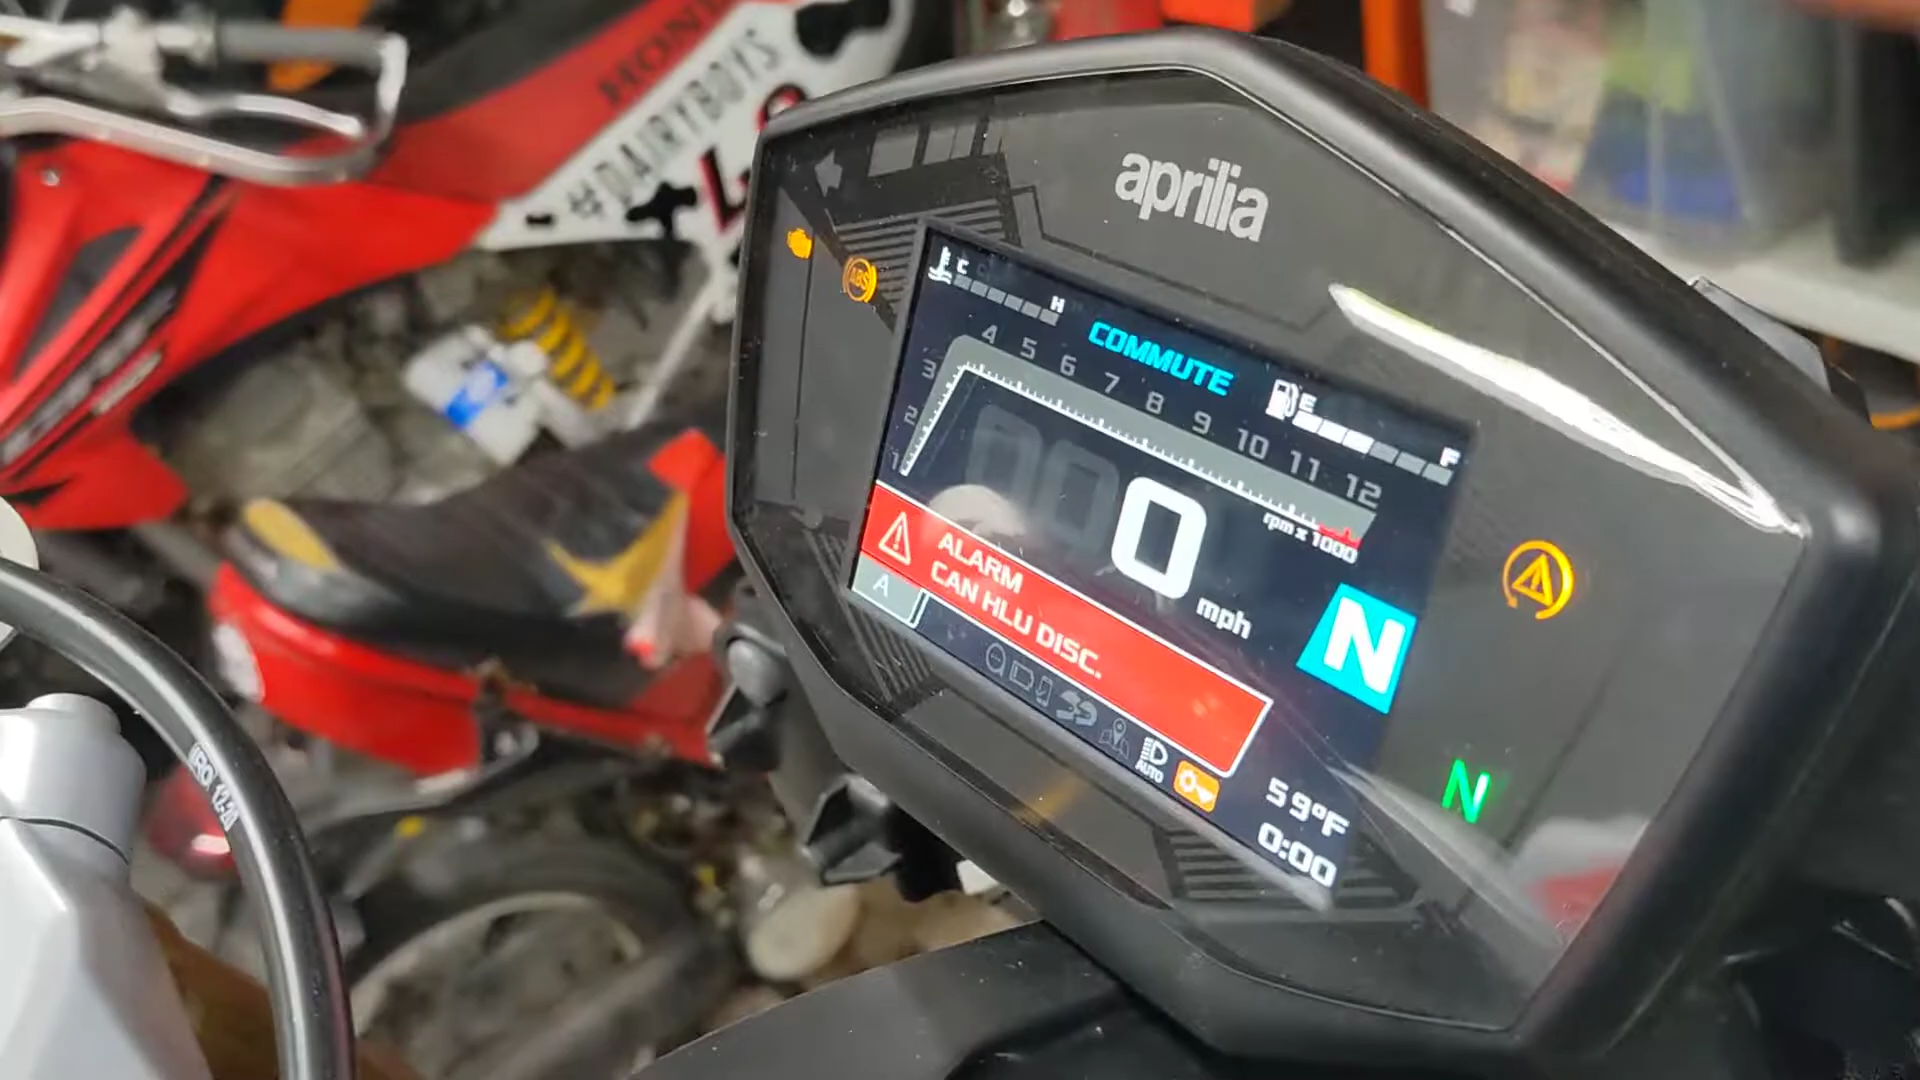 HONDA
#DAIRYBOYS
aprilia
ABS
C
H
COMMUTE
E
F
1 2 3 4 5 6 7 8 9 10 11 12
rpm x 1000
0
mph
ALARM
CAN HLU DISC.
A
N
AUTO
59°F
0:00
N